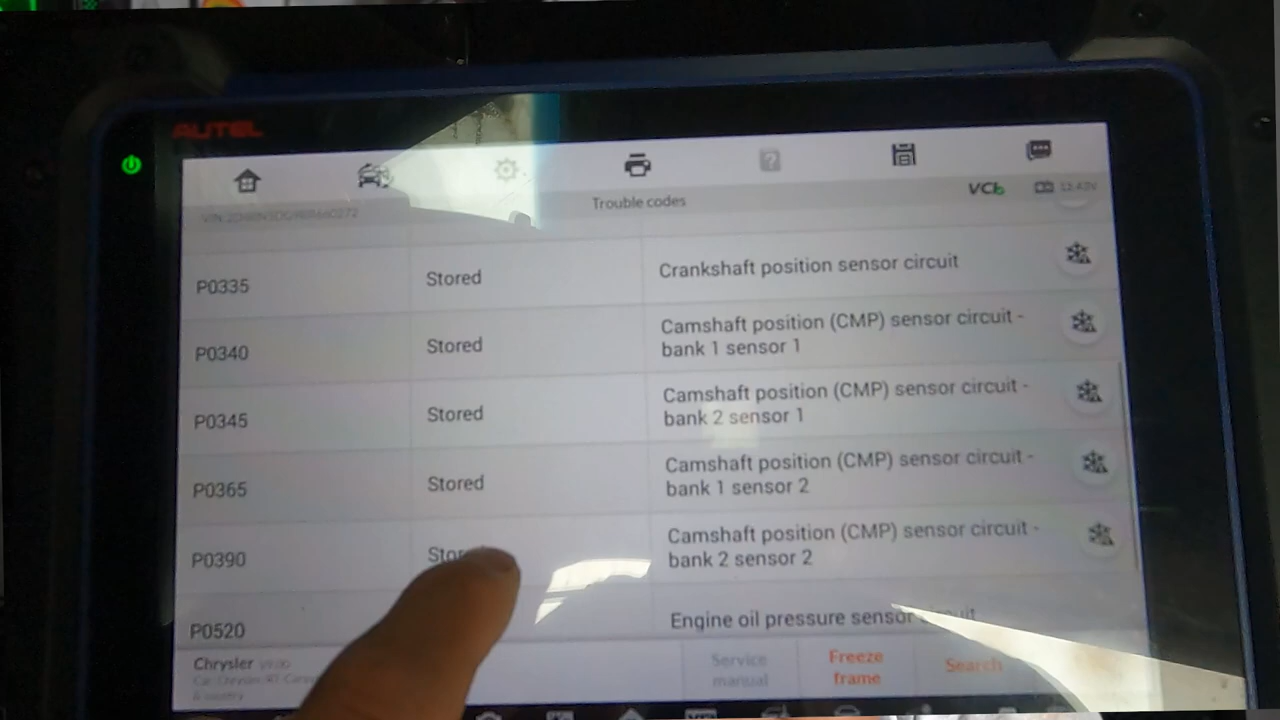 AUTEL
Trouble codes
VCI
P0335 Stored Crankshaft position sensor circuit
P0340 Stored Camshaft position (CMP) sensor circuit -
bank 1 sensor 1
P0345 Stored Camshaft position (CMP) sensor circuit -
bank 2 sensor 1
P0365 Stored Camshaft position (CMP) sensor circuit -
bank 1 sensor 2
P0390 Camshaft position (CMP) sensor circuit -
bank 2 sensor 2
P0520 Engine oil pressure sensor
Chrysler
Service
manual
Freeze
frame
Search